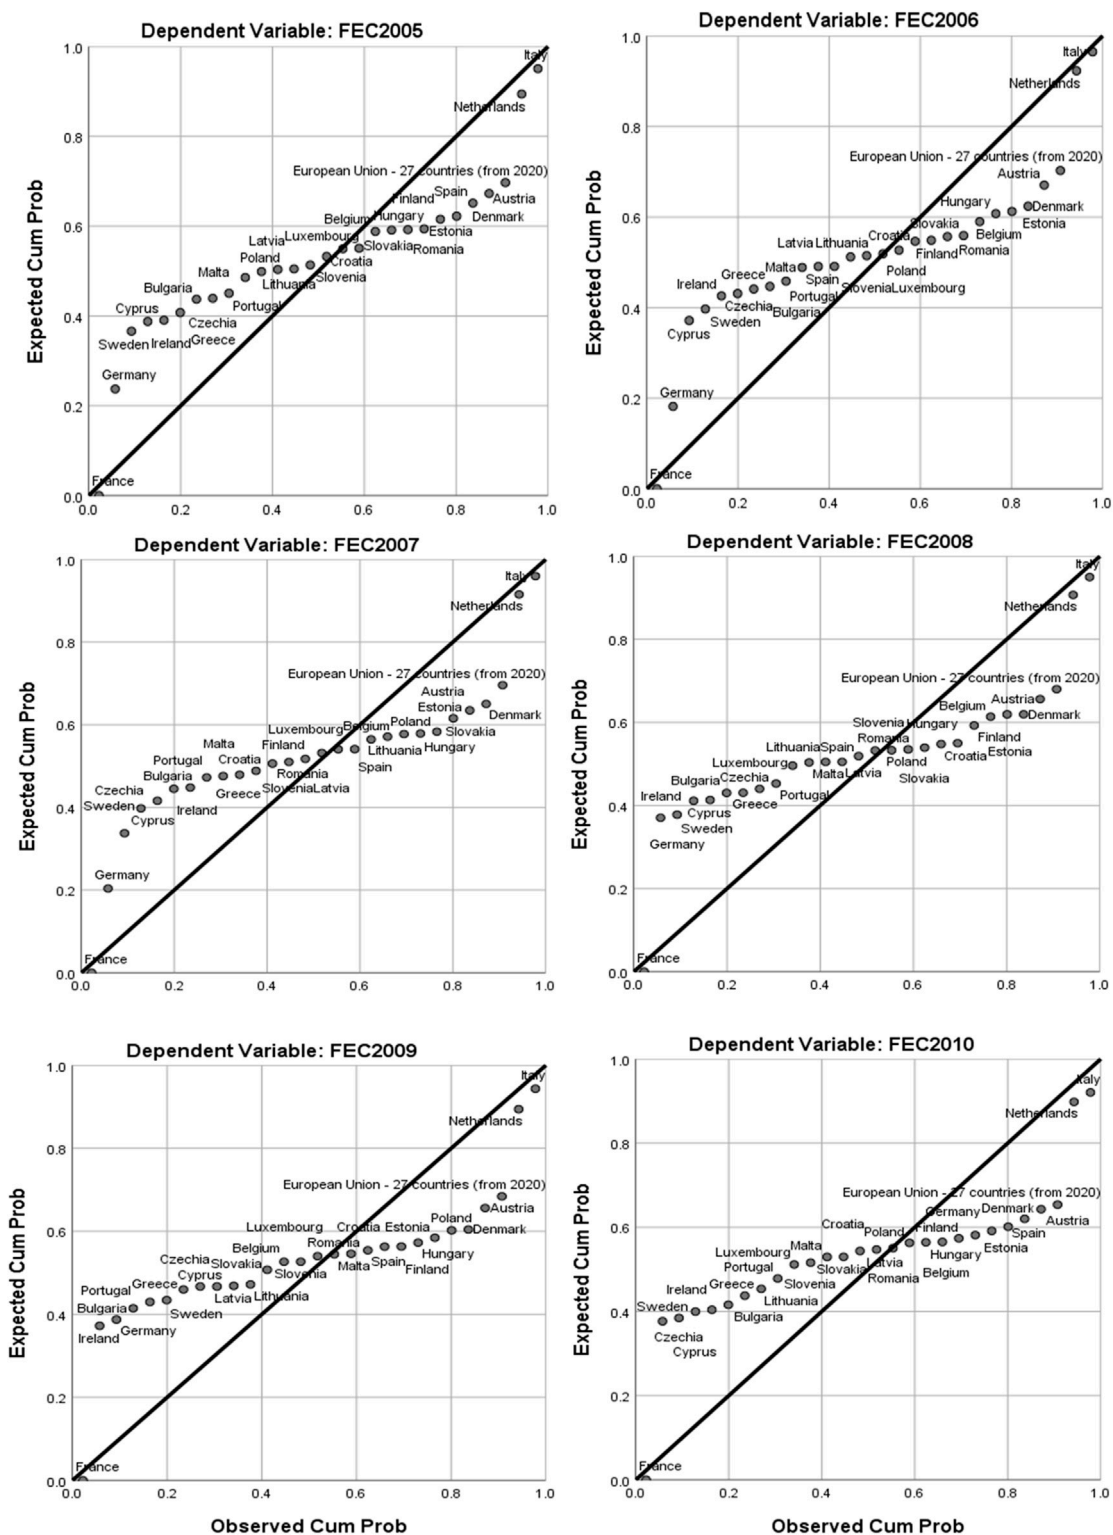 Dependent Variable: FEC2005
Expected Cum Prob
1.0
0.8
0.6
0.4
0.2
0.0
0.0 0.2 0.4 0.6 0.8 1.0
Italy
Netherlands
European Union - 27 countries (from 2020)
Finland Spain Austria
Belgium Hungary Denmark
Latvia Luxembourg Estonia
Poland Croatia Slovakia Romania
Malta Lithuania Slovenia
Bulgaria Portugal
Cyprus Czechia
Sweden Ireland Greece
Germany
France
Dependent Variable: FEC2006
Expected Cum Prob
1.0
0.8
0.6
0.4
0.2
0.0
0.0 0.2 0.4 0.6 0.8 1.0
Italy
Netherlands
European Union - 27 countries (from 2020)
Austria
Hungary Denmark
Slovakia Estonia
Latvia Lithuania Croatia Belgium
Finland Romania
Greece Malta Spain Poland
Ireland Slovenia Luxembourg
Czechia Portugal
Sweden Bulgaria
Cyprus
Germany
France
Dependent Variable: FEC2007
Expected Cum Prob
1.0
0.8
0.6
0.4
0.2
0.0
0.0 0.2 0.4 0.6 0.8 1.0
Italy
Netherlands
European Union - 27 countries (from 2020)
Austria
Estonia Denmark
Luxembourg Belgium Poland Slovakia
Malta Finland Lithuania Hungary
Portugal Croatia Romania Spain
Bulgaria Greece Slovenia Latvia
Czechia Ireland
Sweden Cyprus
Germany
France
Dependent Variable: FEC2008
Expected Cum Prob
1.0
0.8
0.6
0.4
0.2
0.0
0.0 0.2 0.4 0.6 0.8 1.0
Italy
Netherlands
European Union - 27 countries (from 2020)
Belgium Austria
Denmark
Slovenia Hungary Finland
Lithuania Spain Romania Croatia Estonia
Luxembourg Poland
Bulgaria Czechia Malta Latvia Slovakia
Ireland Greece Portugal
Cyprus
Sweden
Germany
France
Dependent Variable: FEC2009
Expected Cum Prob
1.0
0.8
0.6
0.4
0.2
0.0
0.0 0.2 0.4 0.6 0.8 1.0
Italy
Netherlands
European Union - 27 countries (from 2020)
Austria
Poland
Luxembourg Croatia Estonia Denmark
Belgium Romania Hungary
Czechia Slovakia Slovenia Malta Spain Finland
Greece Cyprus
Portugal Latvia Lithuania
Bulgaria Sweden
Ireland Germany
France
Observed Cum Prob
Dependent Variable: FEC2010
Expected Cum Prob
1.0
0.8
0.6
0.4
0.2
0.0
0.0 0.2 0.4 0.6 0.8 1.0
Italy
Netherlands
European Union - 27 countries (from 2020)
Germany Denmark
Croatia Poland Finland Spain Austria
Luxembourg Malta Hungary Estonia
Portugal Slovakia Latvia Belgium
Ireland Greece Slovenia Romania
Sweden Lithuania
Bulgaria
Czechia
Cyprus
France
Observed Cum Prob